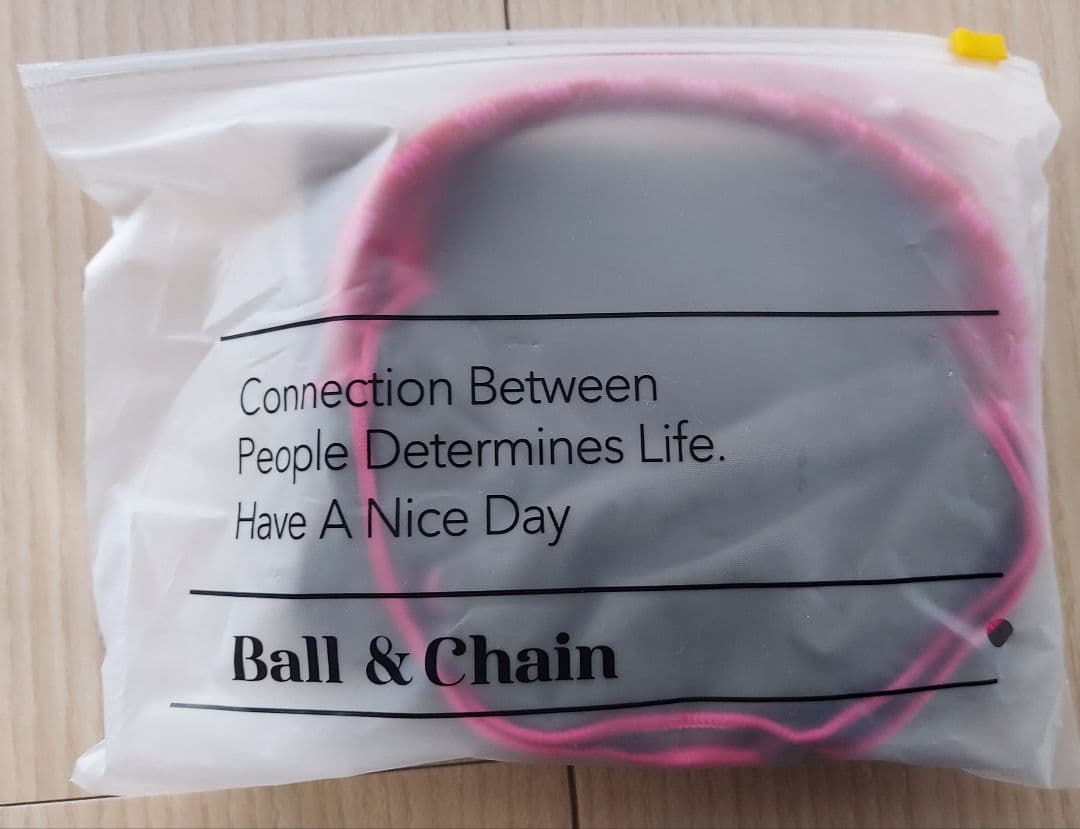 Connection Between
People Determines Life.
Have A Nice Day
Ball & Chain